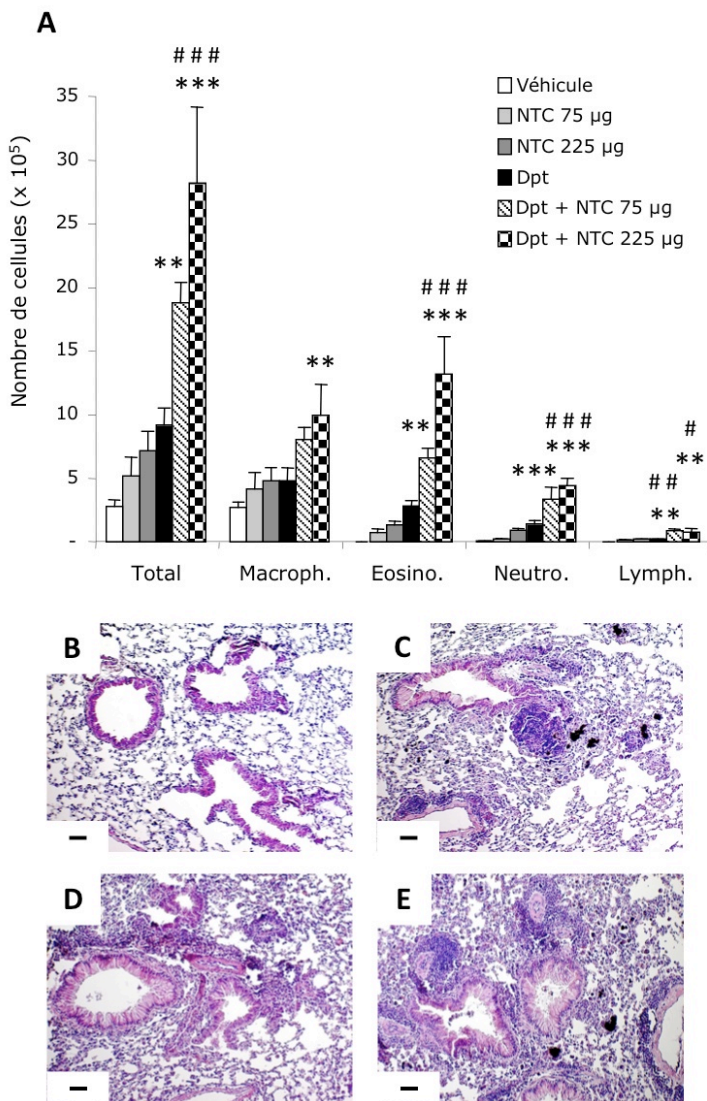 A
# # #
***
35
30
25
20
15
10
5
-
Nombre de cellules (x 10⁵)
Véhicule
NTC 75 µg
NTC 225 µg
Dpt
Dpt + NTC 75 µg
Dpt + NTC 225 µg
**
**
# # #
***
**
# # #
***
***
#
**
# #
**
Total
Macroph.
Eosino.
Neutro.
Lymph.
B
C
D
E